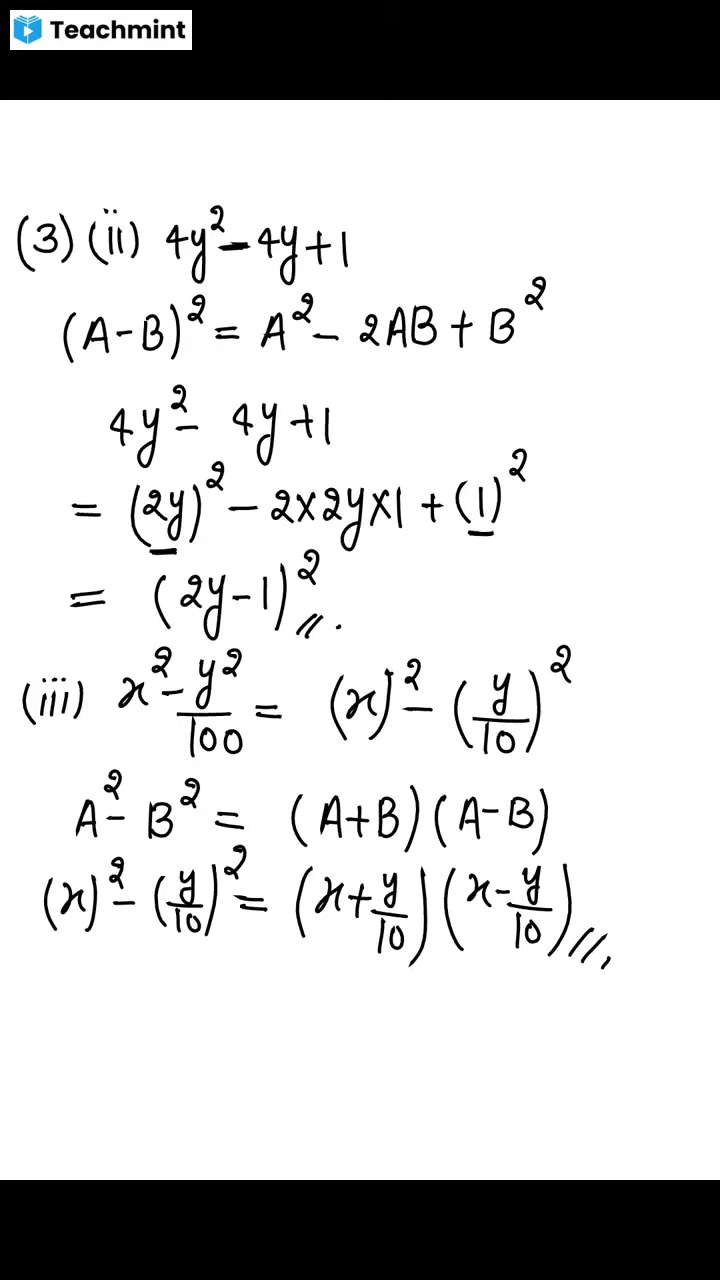 Teachmint
(3) (ii) 4y² - 4y + 1
(A - B)² = A² - 2AB + B²
4y² - 4y + 1
= (2y)² - 2 × 2y × 1 + (1)²
= (2y - 1)² //.
(iii) x² - y²/100 = (x)² - (y/10)²
A² - B² = (A + B) (A - B)
(x)² - (y/10)² = (x + y/10) (x - y/10) //,